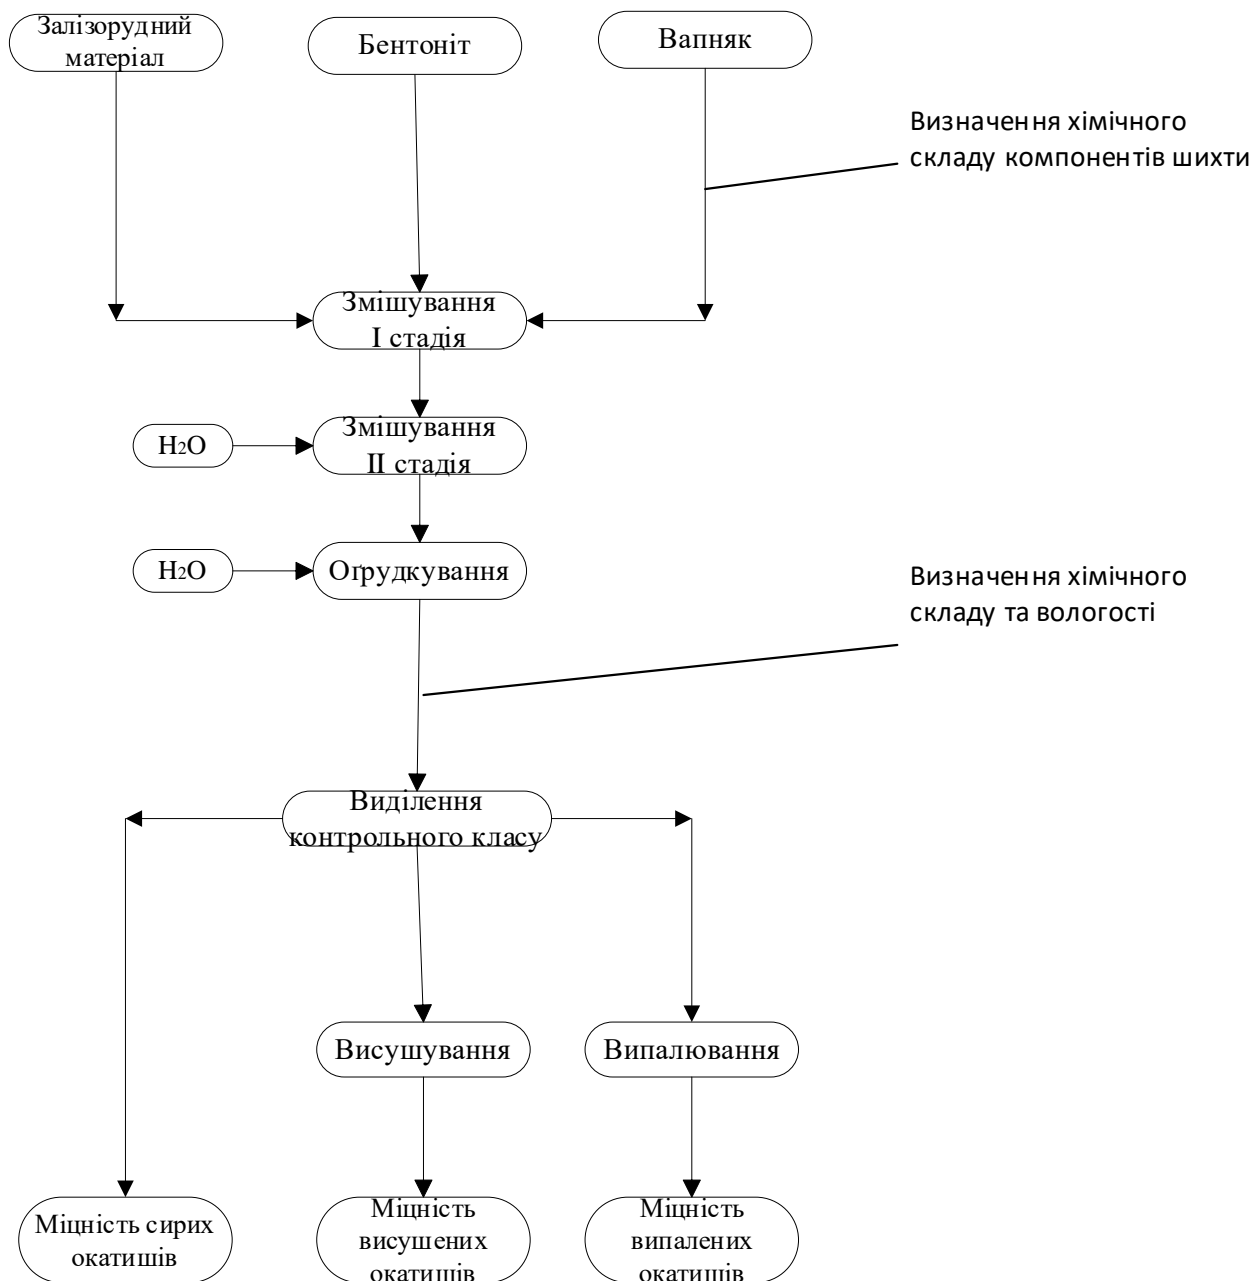 Залізорудний
матеріал
Бентоніт
Вапняк
Визначення хімічного
складу компонентів шихти
Змішування
I стадія
H2O
Змішування
II стадія
H2O
Огрудкування
Визначення хімічного
складу та вологості
Виділення
контрольного класу
Висушування
Випалювання
Міцність сирих
окатишів
Міцність
висушених
окатишів
Міцність
випалених
окатишів